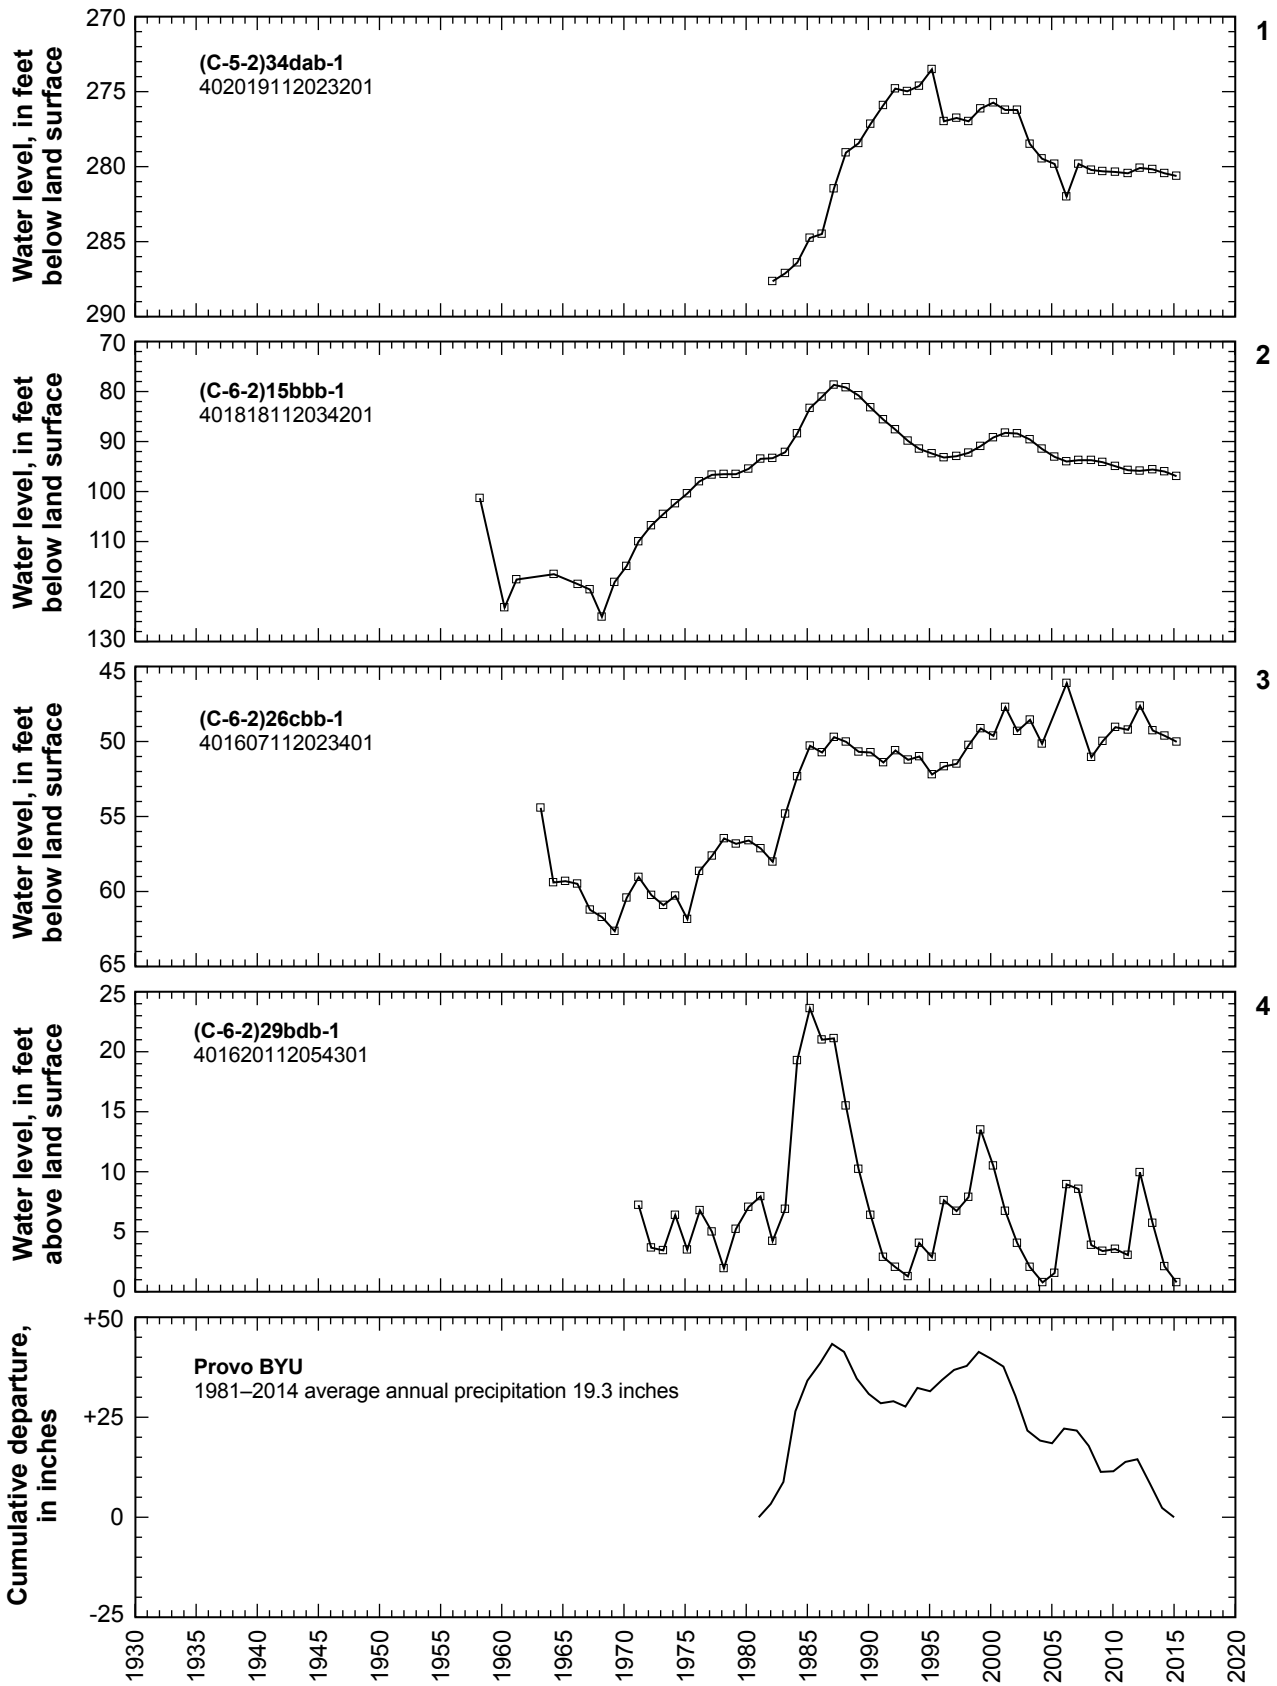 1
Water level, in feet
below land surface
270
275
280
285
290
(C-5-2)34dab-1
402019112023201
2
Water level, in feet
below land surface
70
80
90
100
110
120
130
(C-6-2)15bbb-1
401818112034201
3
Water level, in feet
below land surface
45
50
55
60
65
(C-6-2)26cbb-1
401607112023401
4
Water level, in feet
above land surface
25
20
15
10
5
0
(C-6-2)29bdb-1
401620112054301
Cumulative departure,
in inches
+50
+25
0
-25
Provo BYU
1981–2014 average annual precipitation 19.3 inches
1930 1935 1940 1945 1950 1955 1960 1965 1970 1975 1980 1985 1990 1995 2000 2005 2010 2015 2020